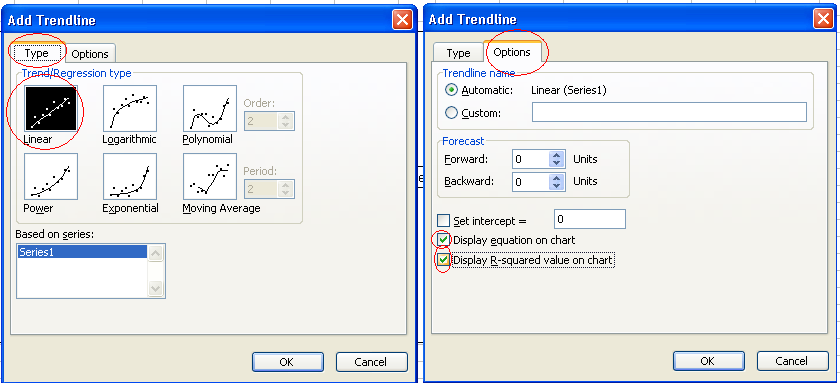 Add Trendline
Type
Options
Trend/Regression type
Linear
Logarithmic
Polynomial
Order:
2
Power
Exponential
Moving Average
Period:
2
Based on series:
Series1
OK
Cancel
Add Trendline
Type
Options
Trendline name
Automatic:
Linear (Series1)
Custom:
Forecast
Forward:
0
Units
Backward:
0
Units
Set intercept =
0
Display equation on chart
Display R-squared value on chart
OK
Cancel